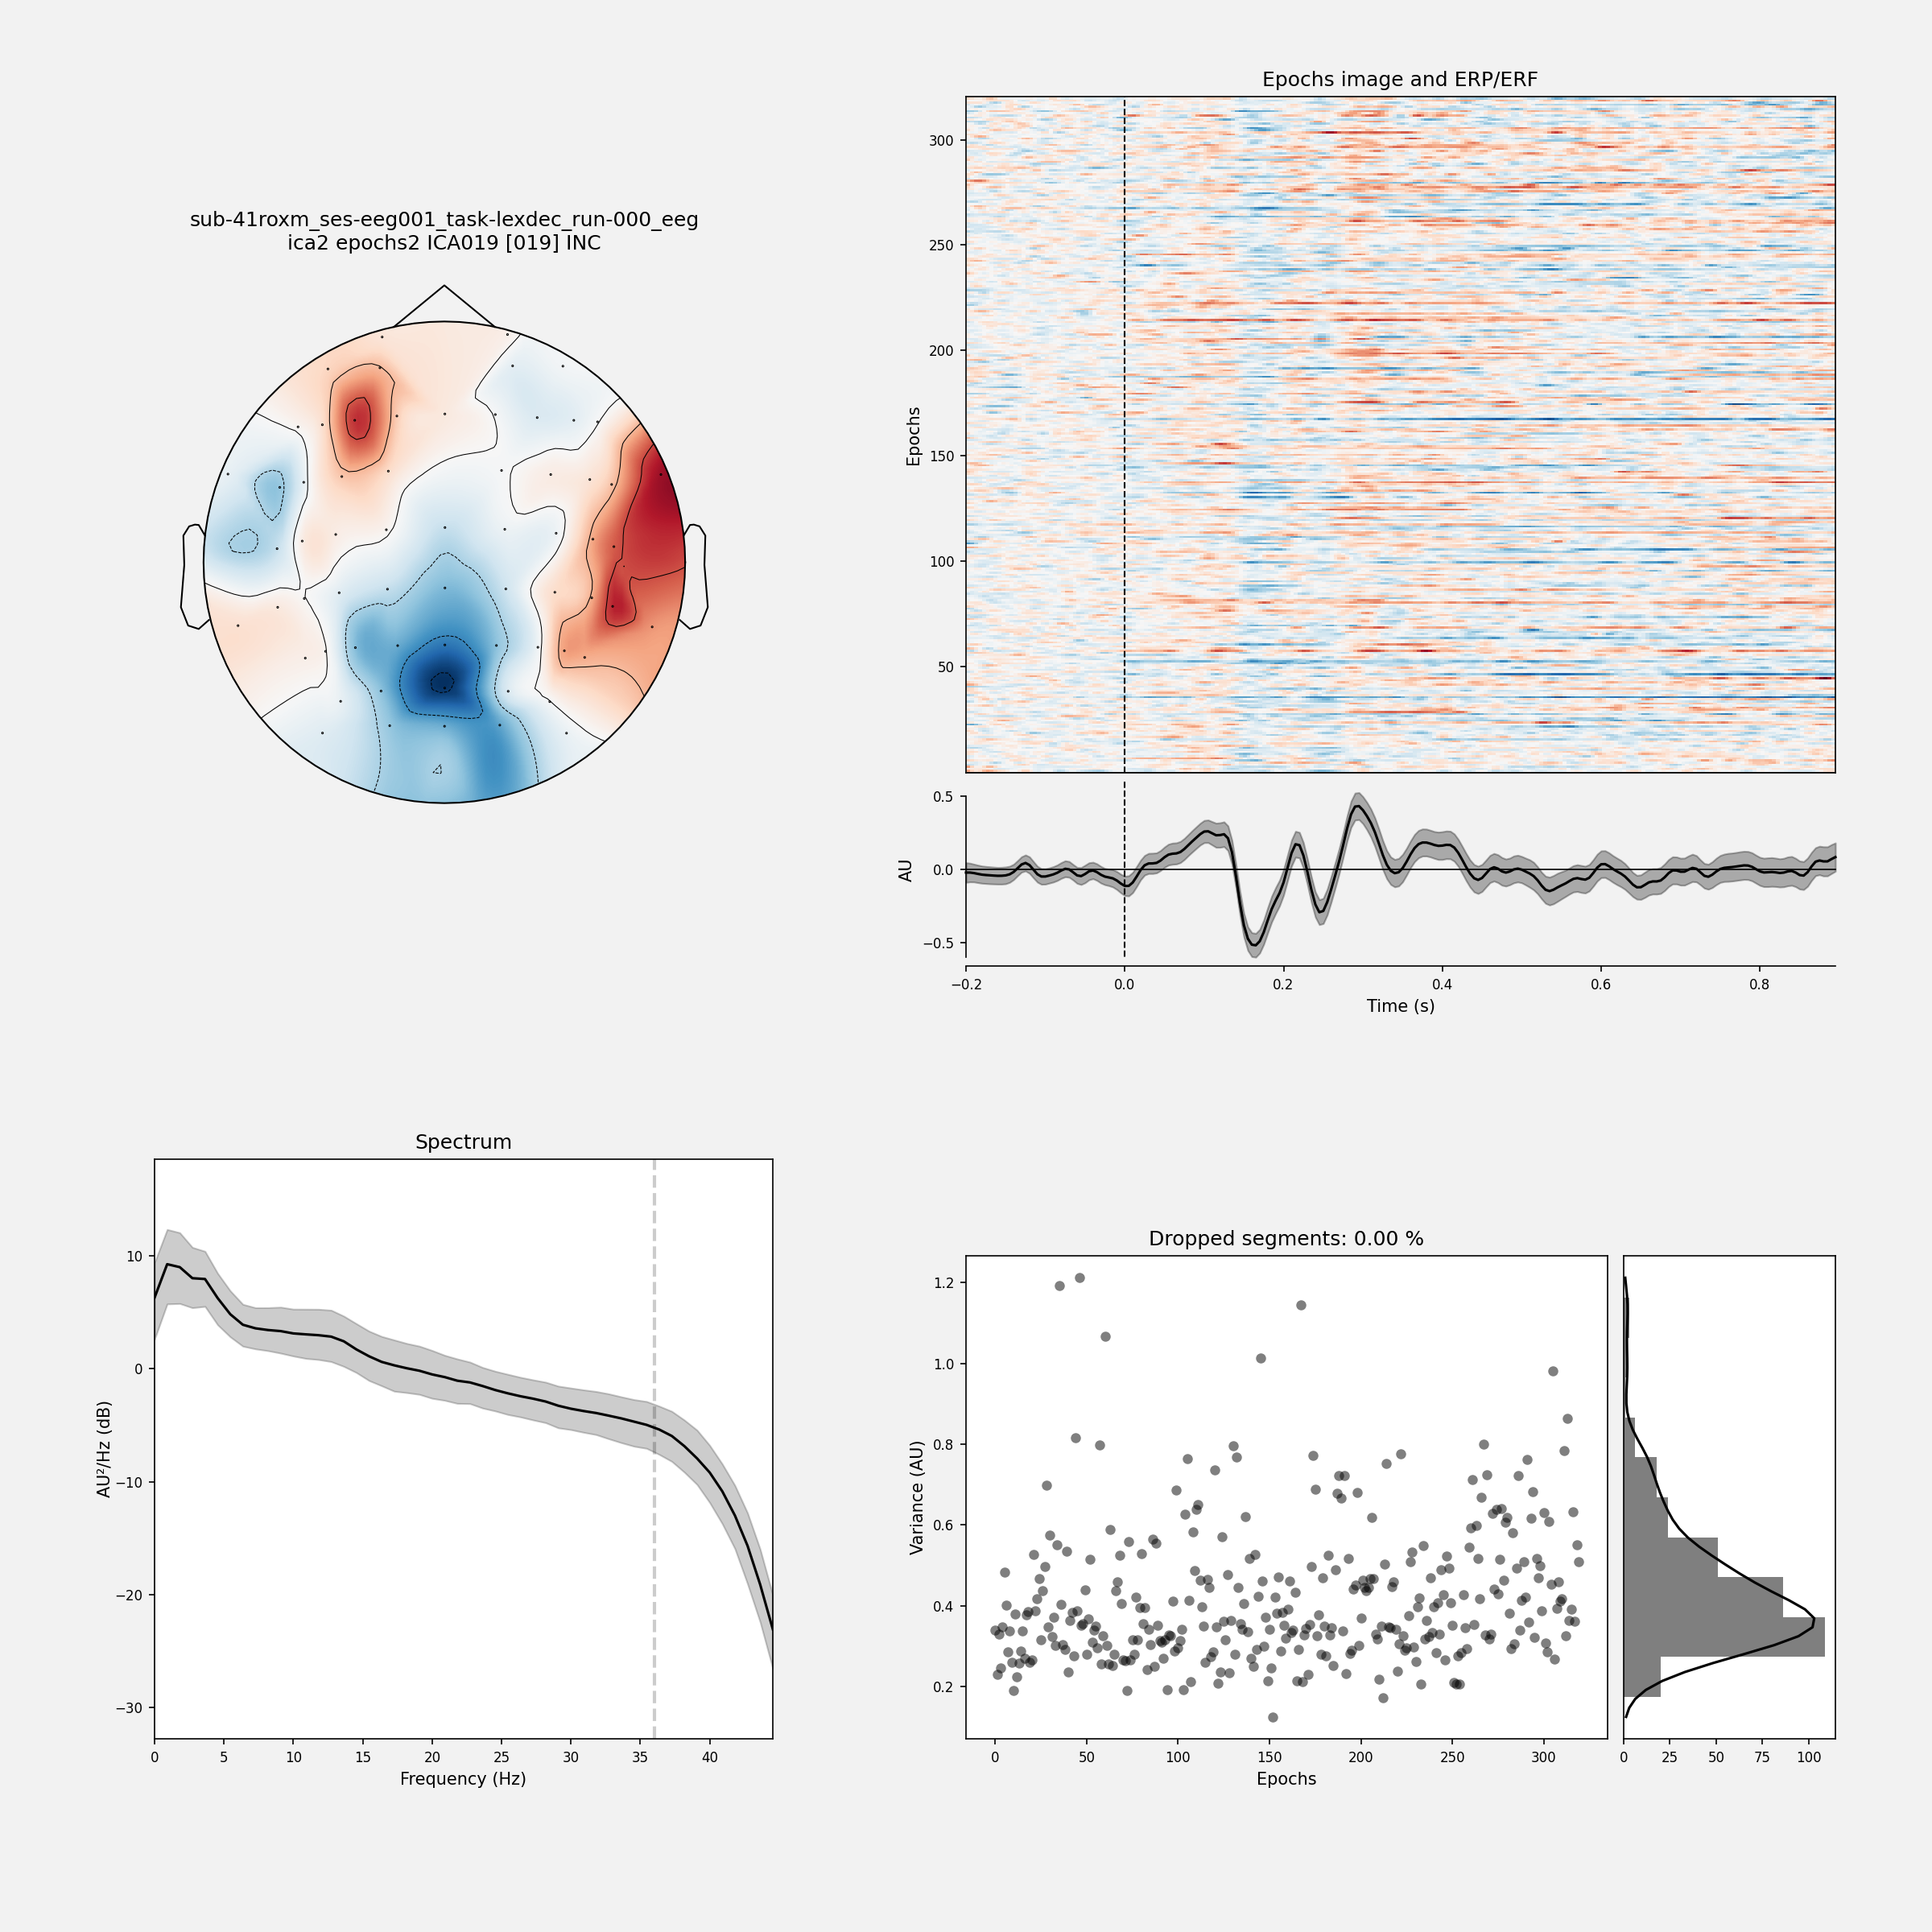 sub-41roxm_ses-eeg001_task-lexdec_run-000_eeg
ica2 epochs2 ICA019 [019] INC
Epochs image and ERP/ERF
Epochs
300
250
200
150
100
50
AU
0.5
0.0
−0.5
−0.2 0.0 0.2 0.4 0.6 0.8
Time (s)
Spectrum
AU²/Hz (dB)
10
0
−10
−20
−30
0 5 10 15 20 25 30 35 40
Frequency (Hz)
Dropped segments: 0.00 %
Variance (AU)
1.2
1.0
0.8
0.6
0.4
0.2
0 50 100 150 200 250 300
Epochs
0 25 50 75 100